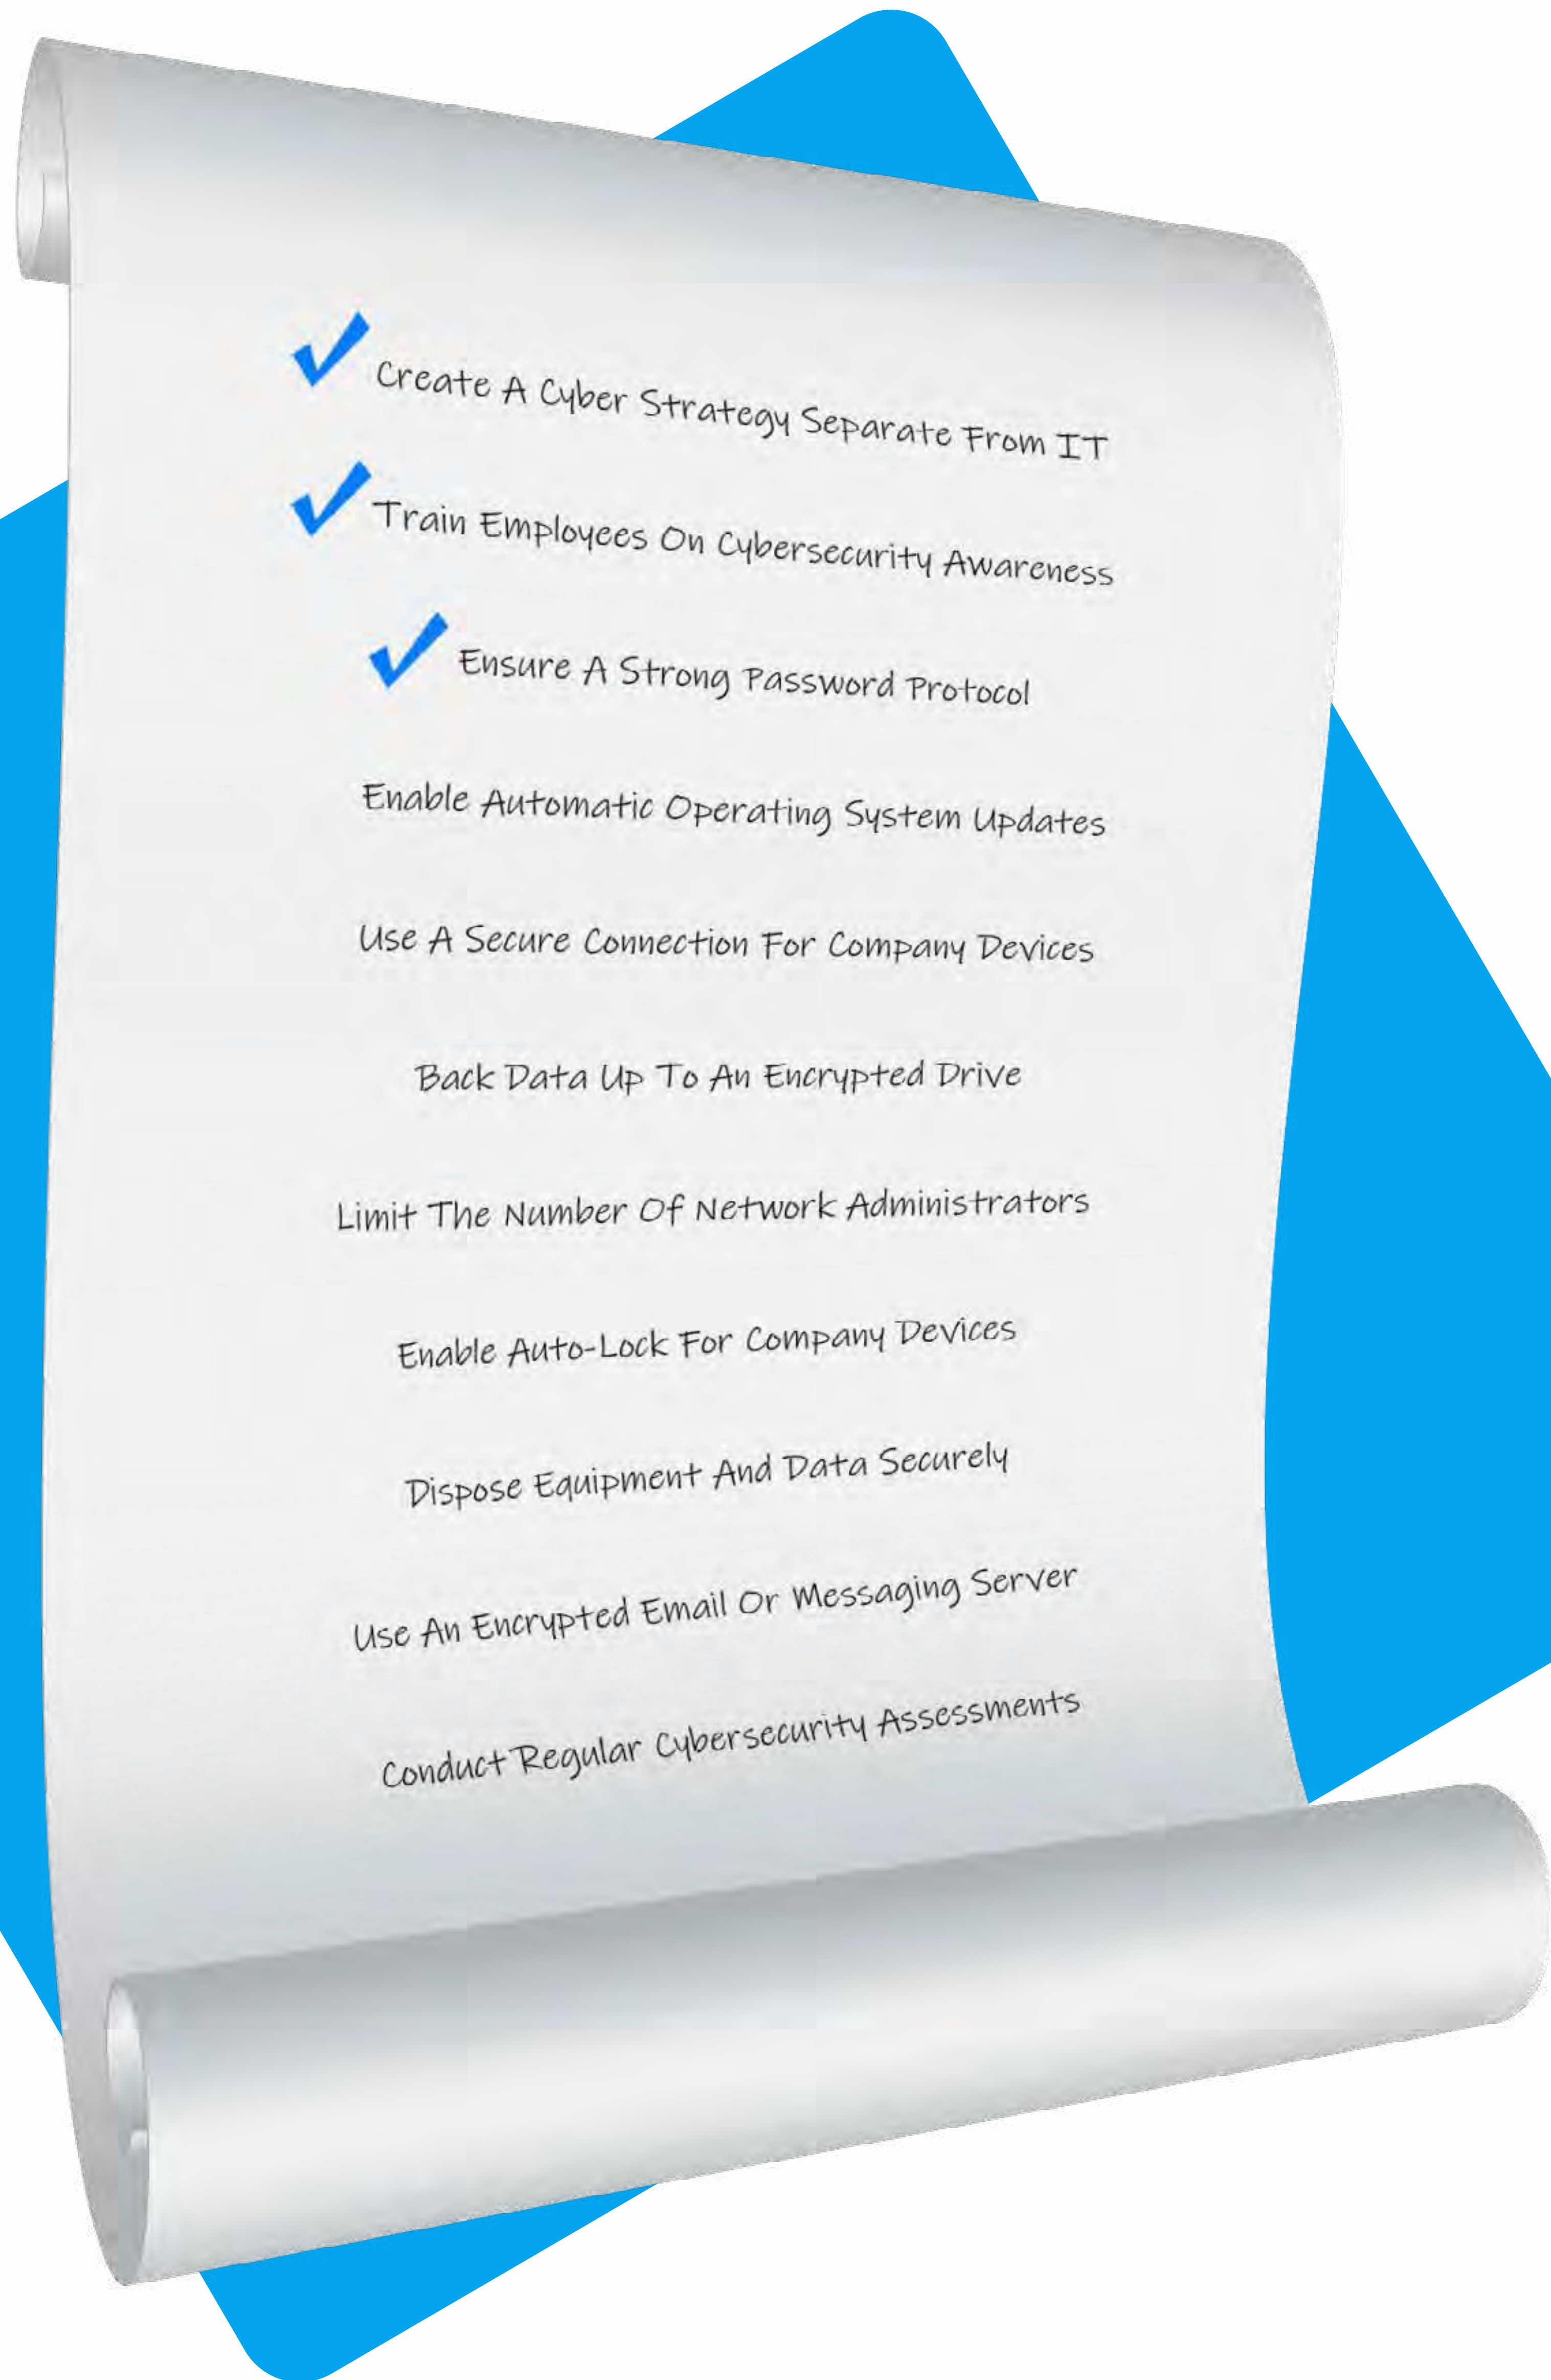 Create A Cyber Strategy Separate From IT
Train Employees On Cybersecurity Awareness
Ensure A Strong Password Protocol
Enable Automatic Operating System Updates
Use A Secure Connection For Company Devices
Back Data Up To An Encrypted Drive
Limit The Number Of Network Administrators
Enable Auto-Lock For Company Devices
Dispose Equipment And Data Securely
Use An Encrypted Email Or Messaging Server
Conduct Regular Cybersecurity Assessments